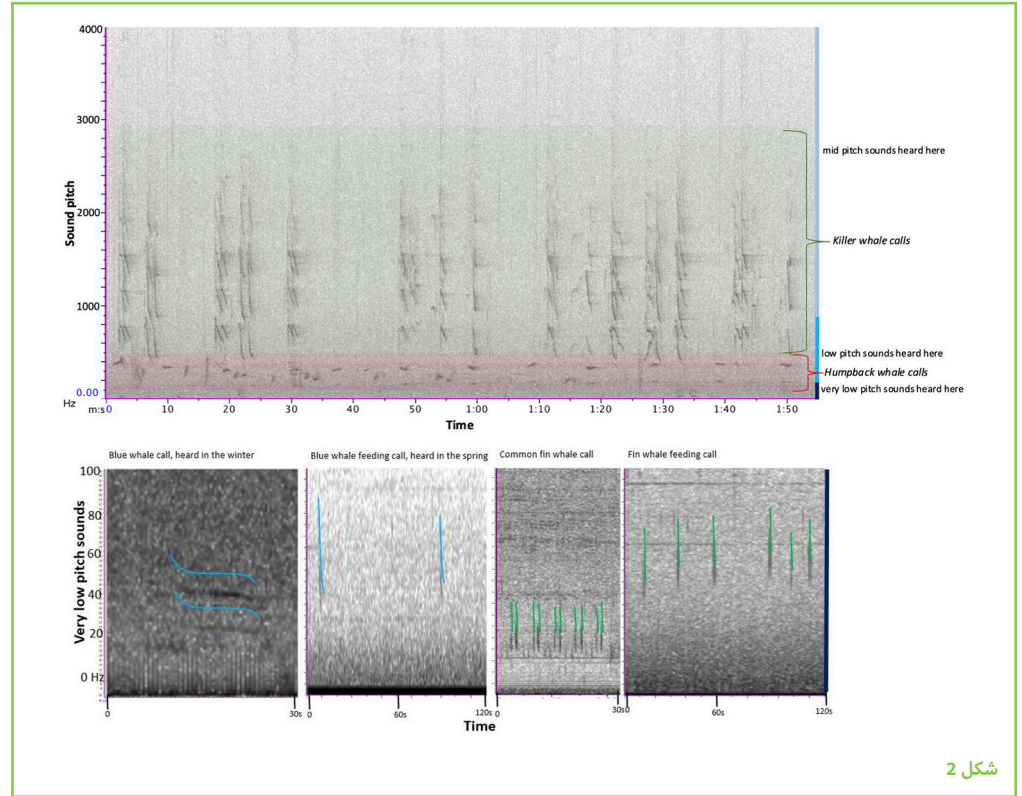 4000
3000
2000
1000
0.00
Hz
Sound pitch
m:s 0 10 20 30 40 50 1:00 1:10 1:20 1:30 1:40 1:50
Time
mid pitch sounds heard here
Killer whale calls
low pitch sounds heard here
Humpback whale calls
very low pitch sounds heard here
Blue whale call, heard in the winter
Blue whale feeding call, heard in the spring
Common fin whale call
Fin whale feeding call
100
80
60
40
20
0 Hz
Very low pitch sounds
0 30s 0 60s 120s 0 30s 0 60s 120s
Time
شكل 2